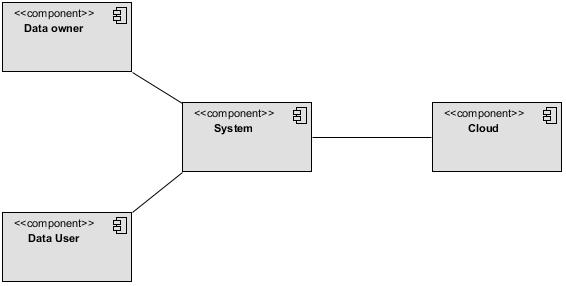 <<component>>
Data owner
<<component>>
System
<<component>>
Cloud
<<component>>
Data User